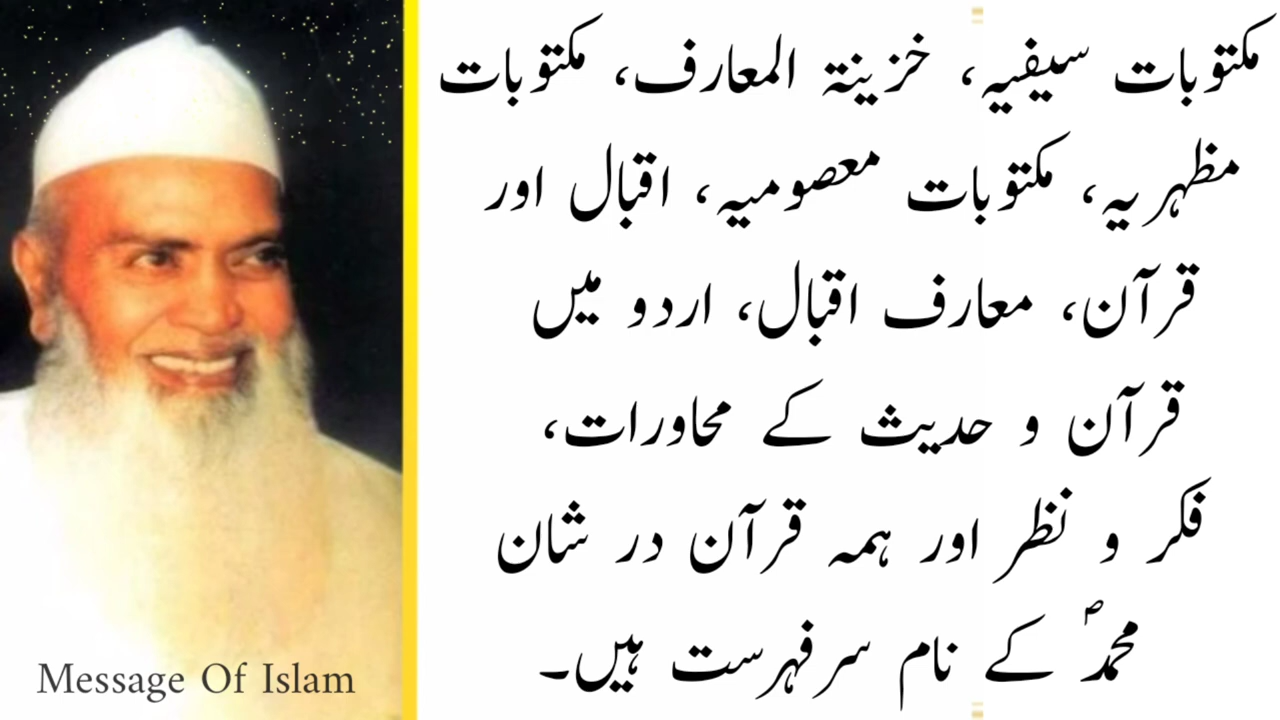 مکتوبات سیفیہ، خزینۃ المعارف، مکتوبات
مظہریہ، مکتوبات معصومیہ، اقبال اور
قرآن، معارف اقبال، اردو میں
قرآن و حدیث کے محاورات،
فکر و نظر اور ہمہ قرآن در شان
محمدؐ کے نام سرفہرست ہیں۔
Message Of Islam